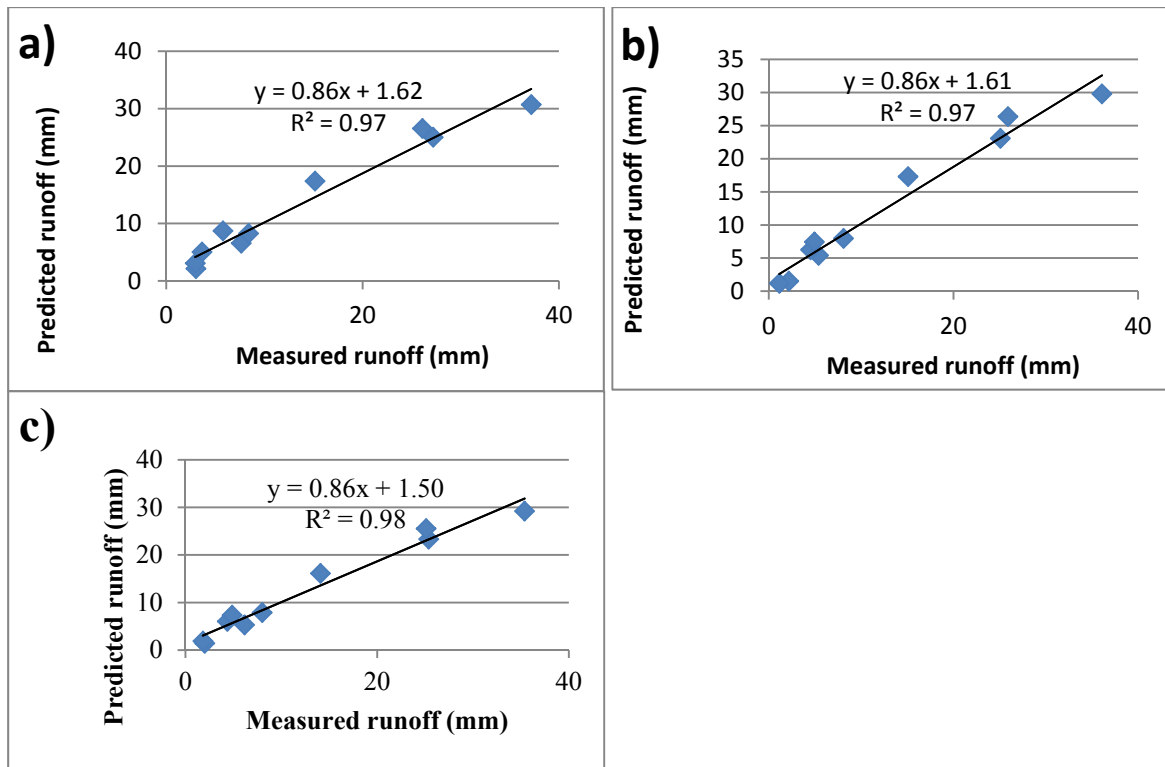 a)
Predicted runoff (mm)
40
30
20
10
0
y = 0.86x + 1.62
R² = 0.97
0
20
40
Measured runoff (mm)
b)
Predicted runoff (mm)
35
30
25
20
15
10
5
0
y = 0.86x + 1.61
R² = 0.97
0
20
40
Measured runoff (mm)
c)
Predicted runoff (mm)
40
30
20
10
0
y = 0.86x + 1.50
R² = 0.98
0
20
40
Measured runoff (mm)